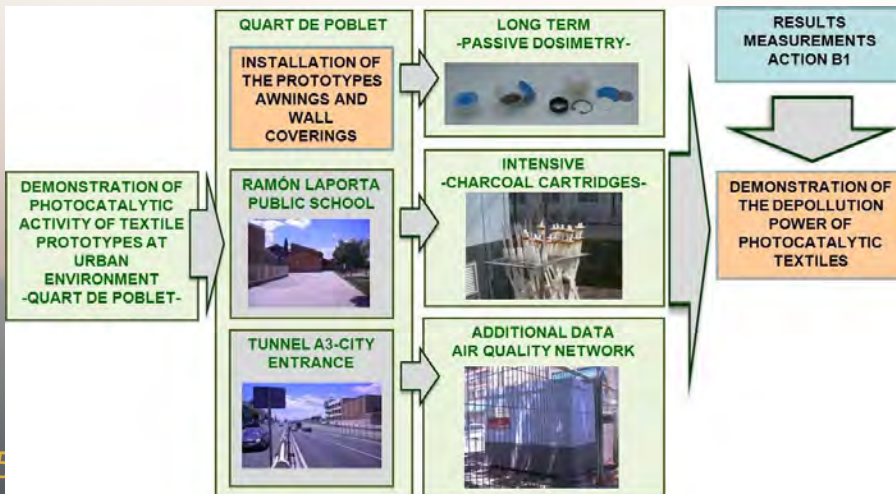 DEMONSTRATION OF
PHOTOCATALYTIC
ACTIVITY OF TEXTILE
PROTOTYPES AT
URBAN
ENVIRONMENT
-QUART DE POBLET-
QUART DE POBLET
INSTALLATION OF
THE PROTOTYPES
AWNINGS AND
WALL
COVERINGS
RAMÓN LAPORTA
PUBLIC SCHOOL
TUNNEL A3-CITY
ENTRANCE
LONG TERM
-PASSIVE DOSIMETRY-
INTENSIVE
-CHARCOAL CARTRIDGES-
ADDITIONAL DATA
AIR QUALITY NETWORK
RESULTS
MEASUREMENTS
ACTION B1
DEMONSTRATION OF
THE DEPOLLUTION
POWER OF
PHOTOCATALYTIC
TEXTILES